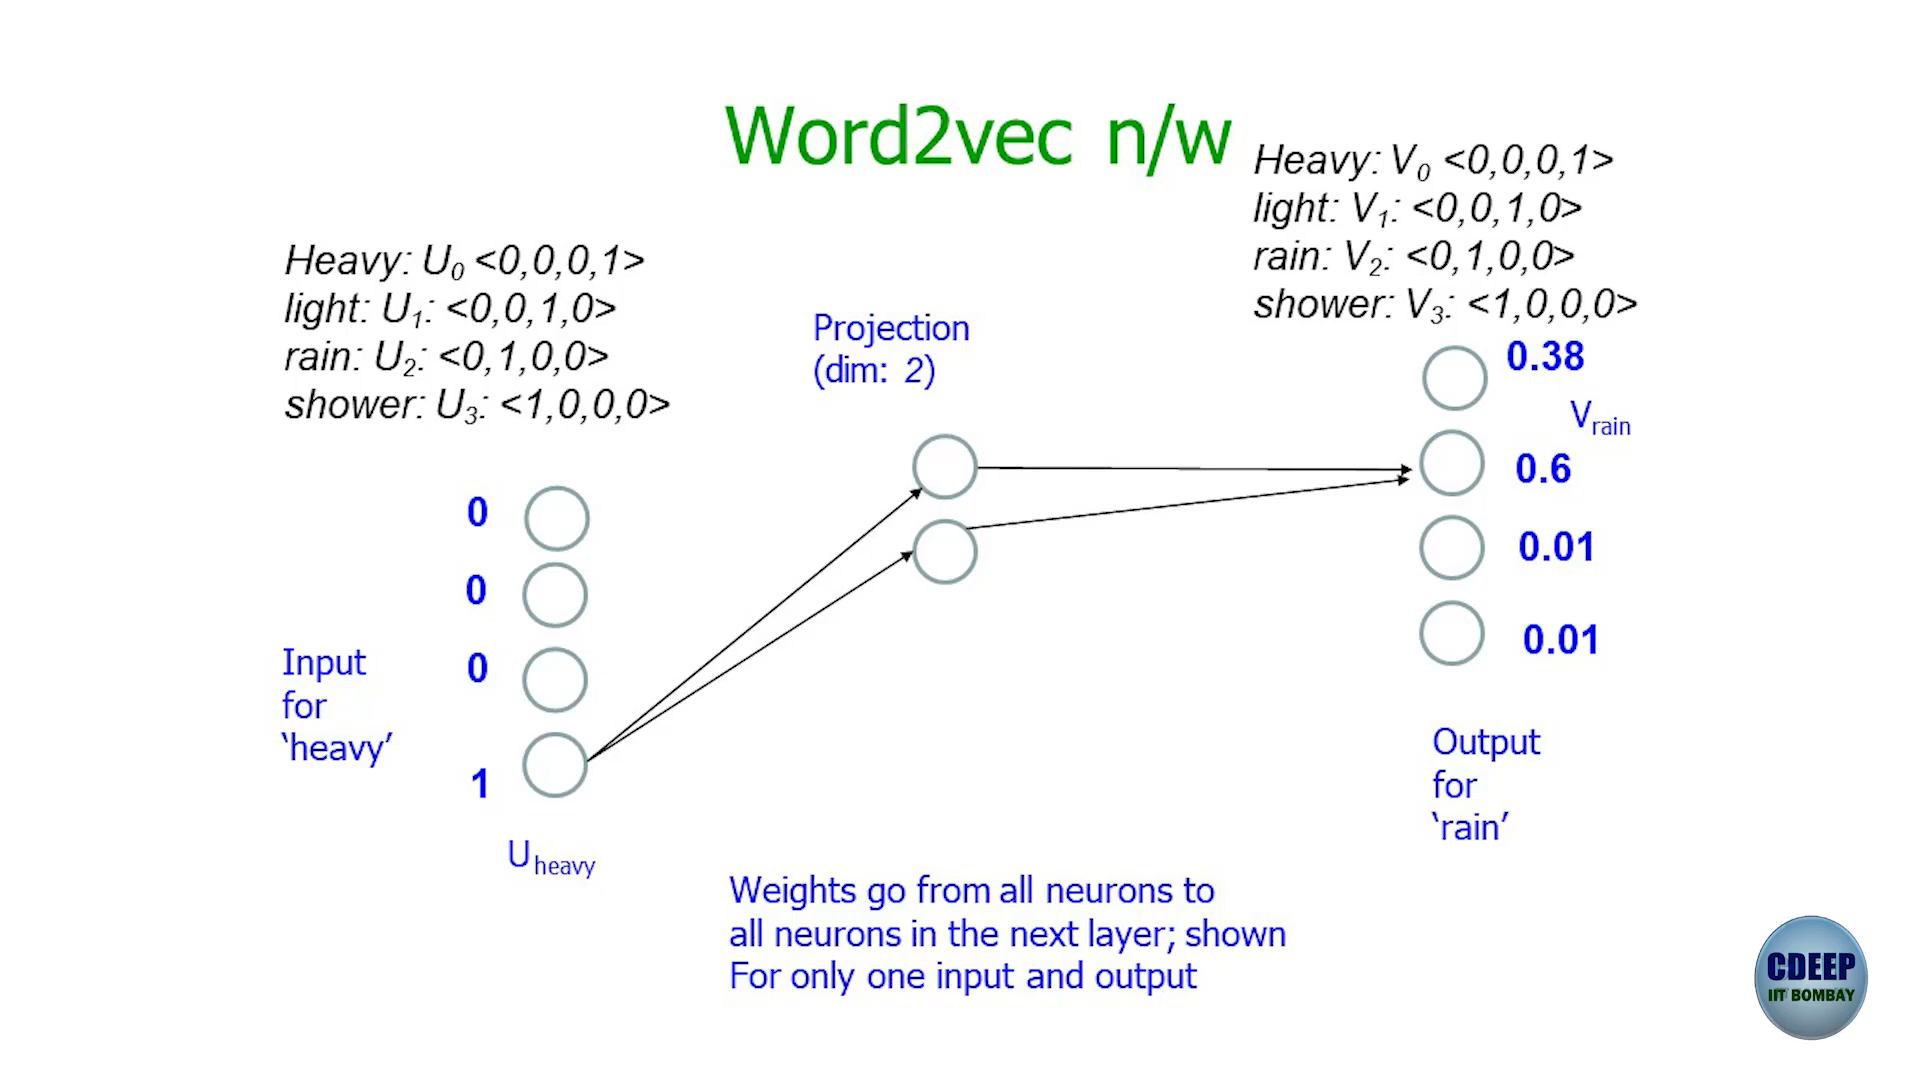 Word2vec n/w
Heavy: U0 <0,0,0,1>
light: U1: <0,0,1,0>
rain: U2: <0,1,0,0>
shower: U3: <1,0,0,0>
Heavy: V0 <0,0,0,1>
light: V1: <0,0,1,0>
rain: V2: <0,1,0,0>
shower: V3: <1,0,0,0>
Projection
(dim: 2)
0
0
0
1
Input
for
‘heavy’
Uheavy
0.38
Vrain
0.6
0.01
0.01
Output
for
‘rain’
Weights go from all neurons to
all neurons in the next layer; shown
For only one input and output
CDEEP
IIT BOMBAY